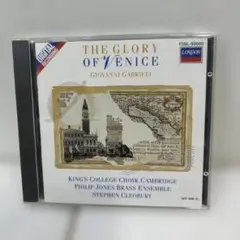 DIGITAL
LONDON
THE GLORY
OF VENICE
GIOVANNI GABRIELI
KING'S COLLEGE CHOIR, CAMBRIDGE
PHILIP JONES BRASS ENSEMBLE
STEPHEN CLEOBURY